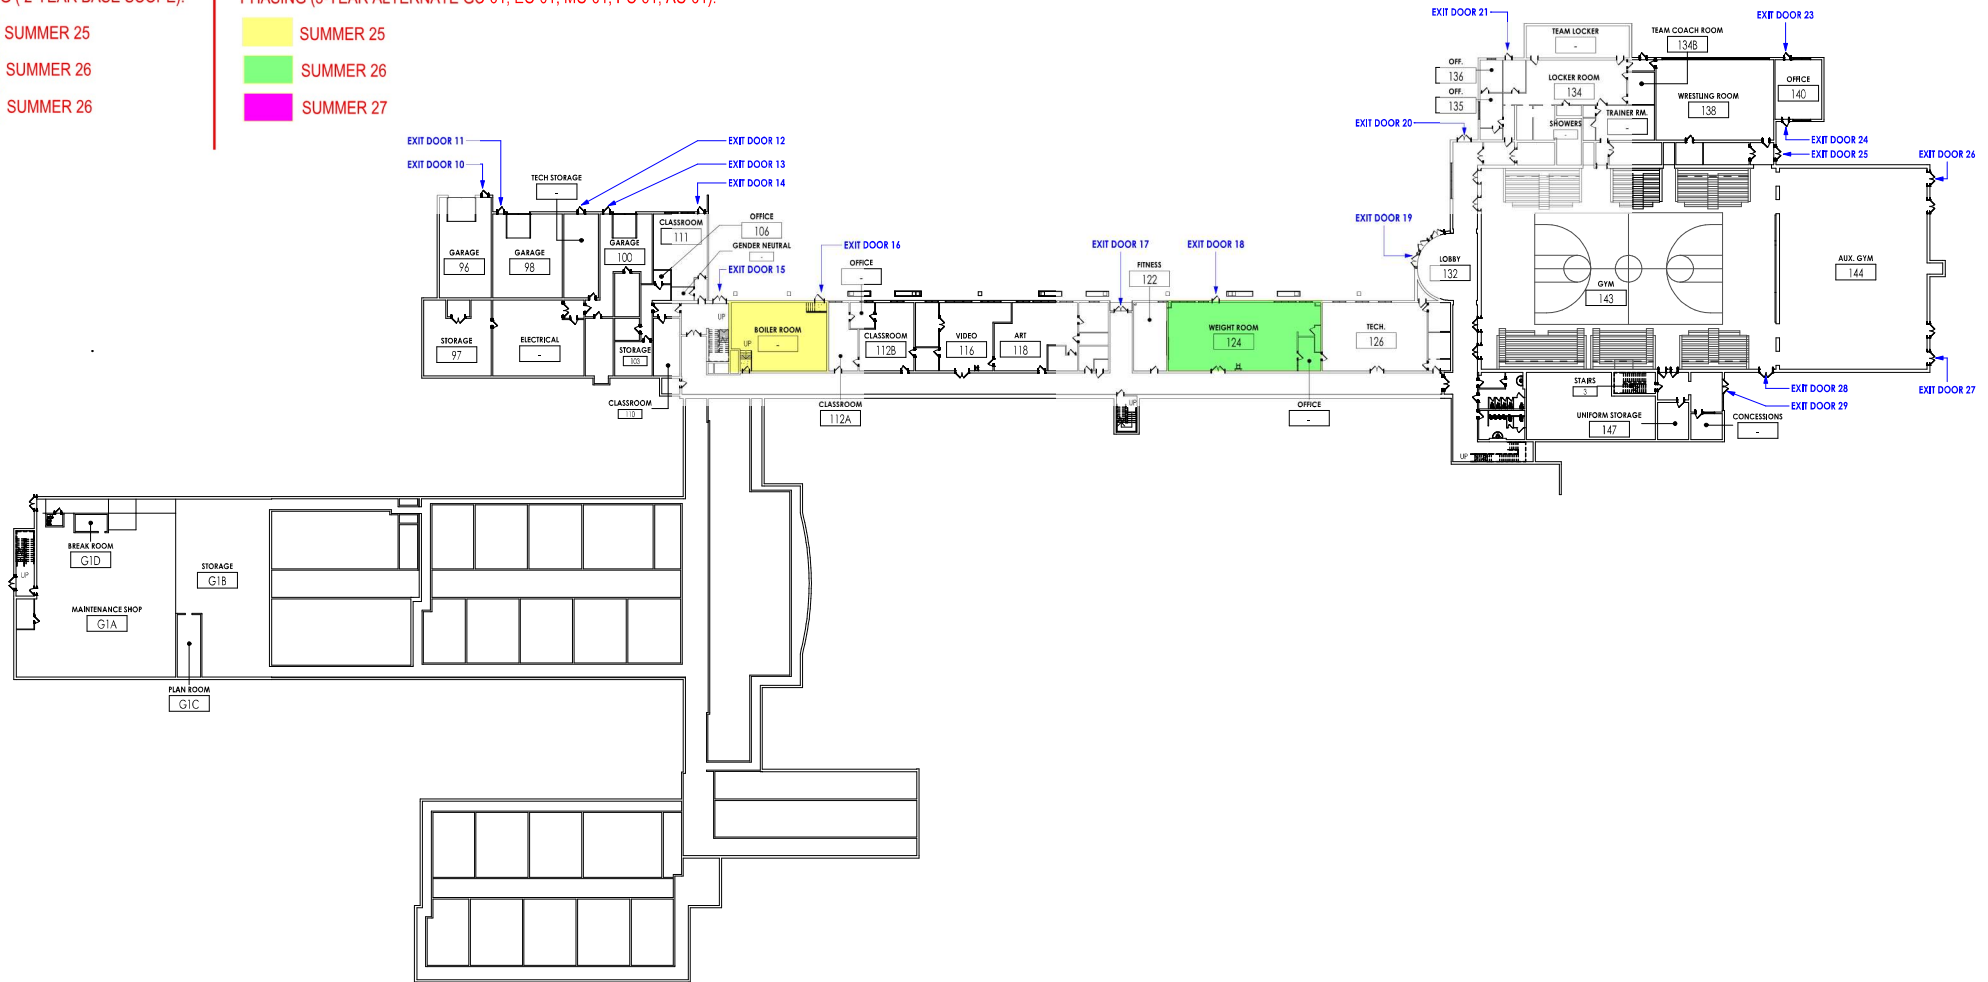 SUMMER 25
SUMMER 26
SUMMER 26
SUMMER 25
SUMMER 26
SUMMER 27
EXIT DOOR 21
EXIT DOOR 23
TEAM LOCKER
-
TEAM COACH ROOM
134B
OFF.
136
OFF.
135
LOCKER ROOM
134
WRESTLING ROOM
138
OFFICE
140
SHOWERS
-
TRAINER RM.
-
EXIT DOOR 20
EXIT DOOR 24
EXIT DOOR 25
EXIT DOOR 26
EXIT DOOR 11
EXIT DOOR 10
EXIT DOOR 12
EXIT DOOR 13
EXIT DOOR 14
TECH STORAGE
-
CLASSROOM
111
OFFICE
106
GENDER NEUTRAL
-
EXIT DOOR 15
EXIT DOOR 16
EXIT DOOR 17
EXIT DOOR 18
EXIT DOOR 19
GARAGE
96
GARAGE
98
GARAGE
100
OFFICE
-
FITNESS
122
LOBBY
132
GYM
143
AUX. GYM
144
STORAGE
97
ELECTRICAL
-
STORAGE
103
UP
UP
BOILER ROOM
-
CLASSROOM
112B
VIDEO
116
ART
118
WEIGHT ROOM
124
TECH.
126
CLASSROOM
110
CLASSROOM
112A
UP
OFFICE
-
STAIRS
3
UNIFORM STORAGE
147
CONCESSIONS
-
UP
EXIT DOOR 28
EXIT DOOR 29
EXIT DOOR 27
BREAK ROOM
G1D
UP
STORAGE
G1B
MAINTENANCE SHOP
G1A
PLAN ROOM
G1C